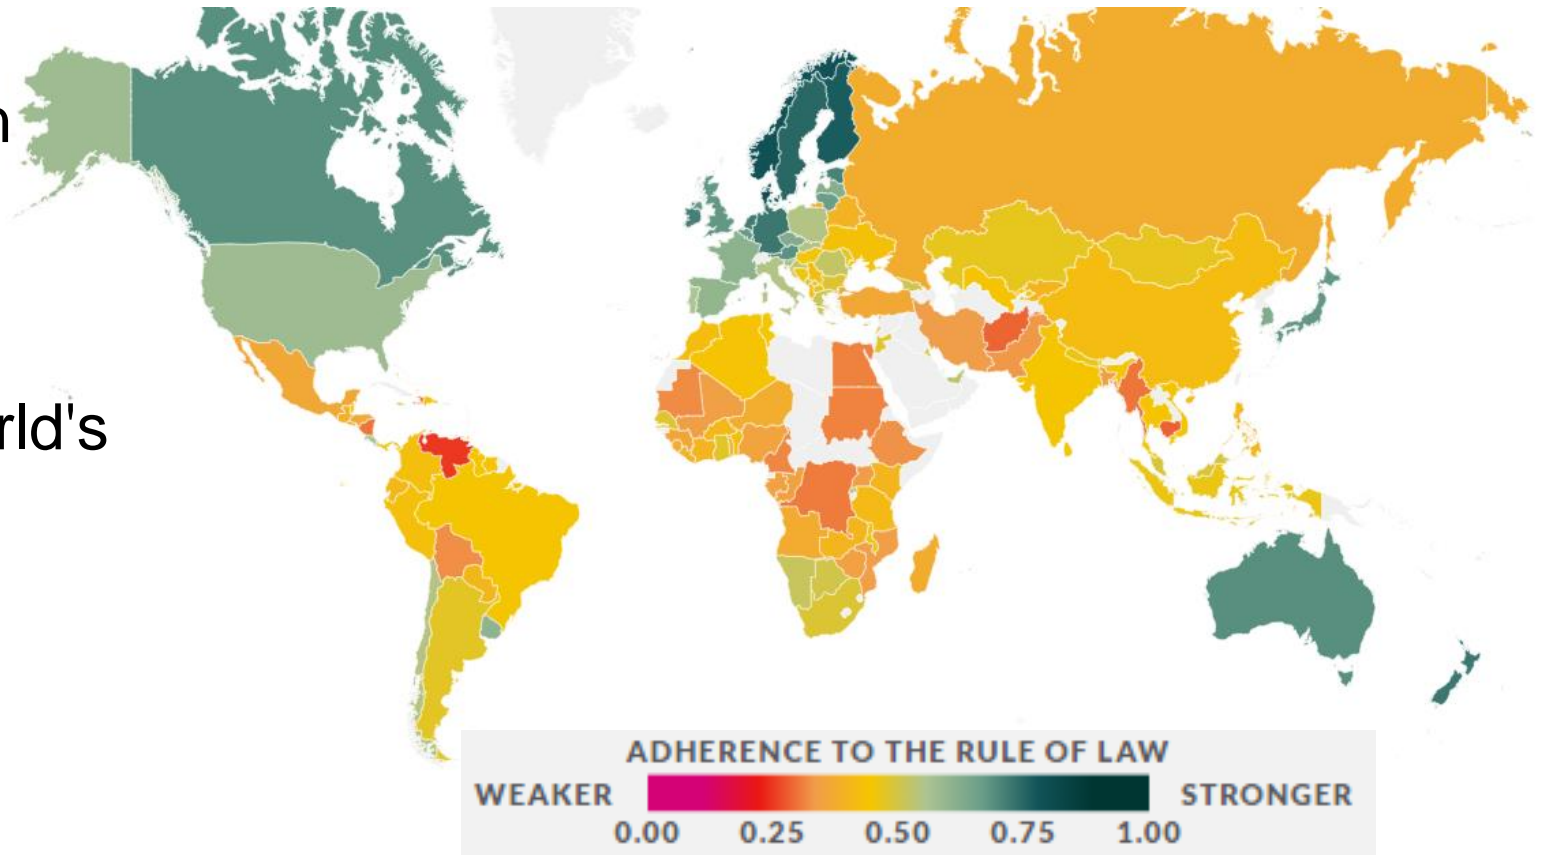 n
rld's
ADHERENCE TO THE RULE OF LAW
WEAKER STRONGER
0.00 0.25 0.50 0.75 1.00